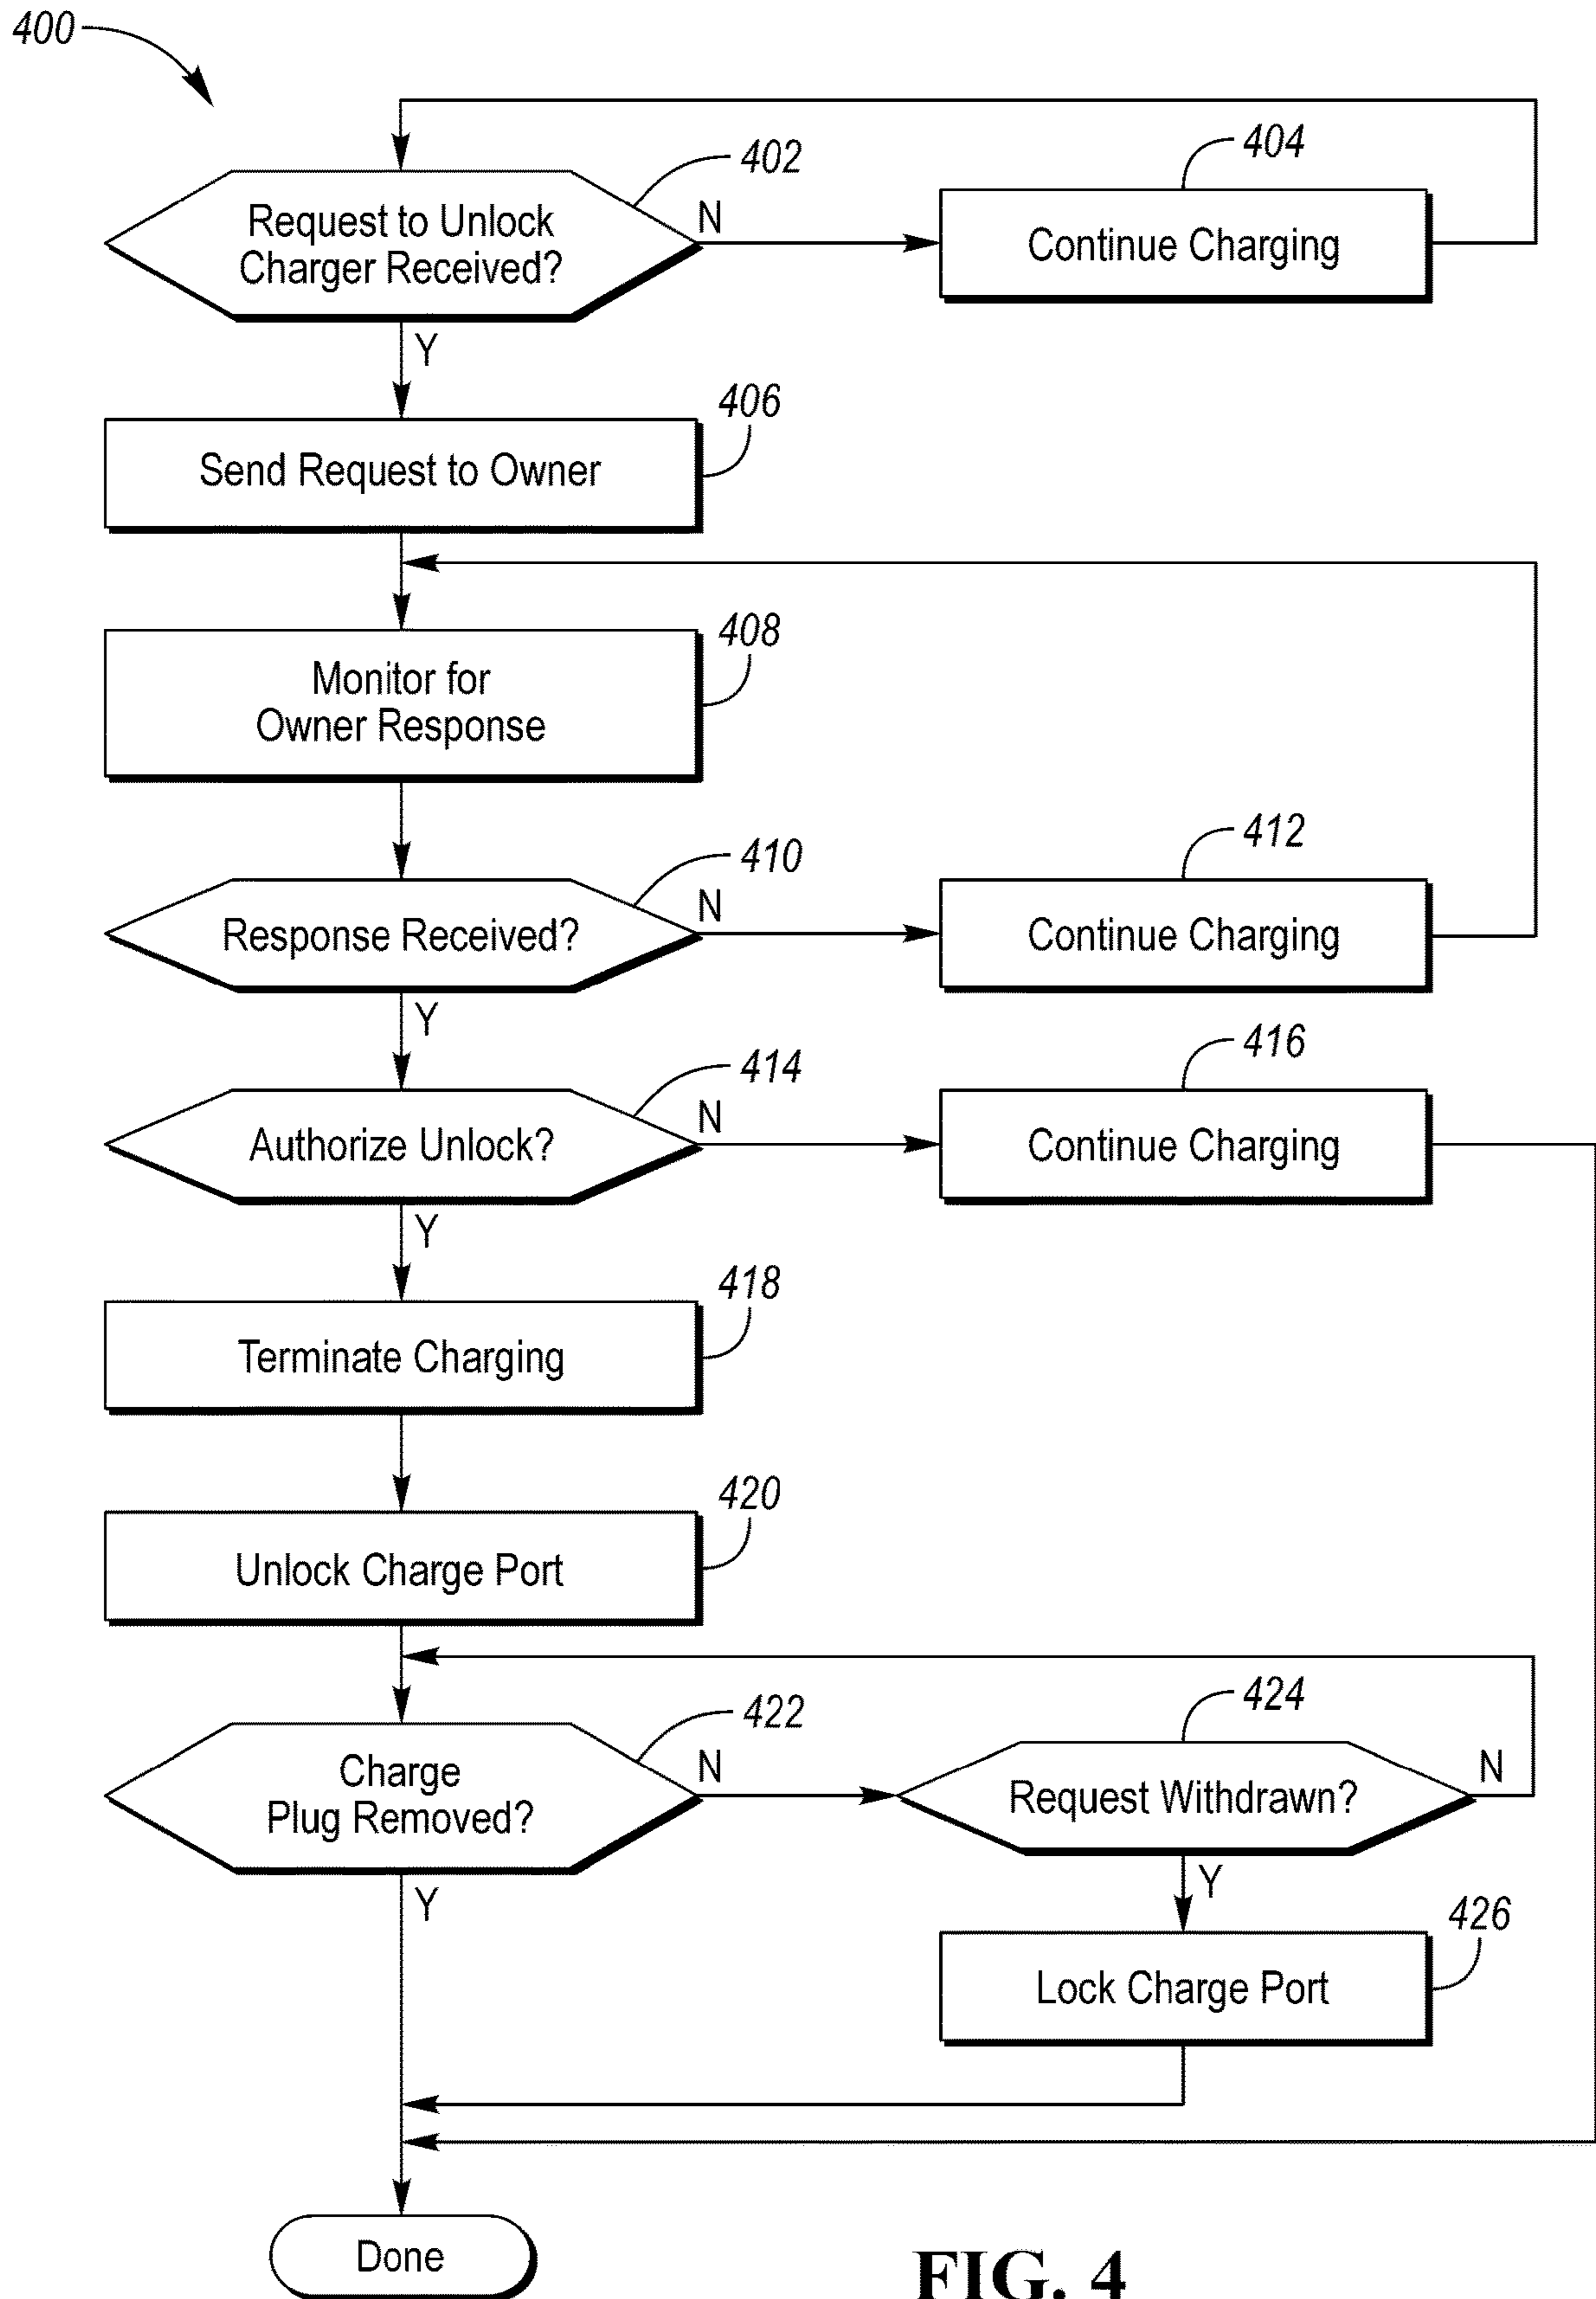 400
402
404
Request to Unlock
Charger Received?
N
Continue Charging
Y
406
Send Request to Owner
408
Monitor for
Owner Response
410
412
Response Received?
N
Continue Charging
Y
414
416
Authorize Unlock?
N
Continue Charging
Y
418
Terminate Charging
420
Unlock Charge Port
422
424
Charge
Plug Removed?
N
Request Withdrawn?
N
Y
Y
426
Lock Charge Port
Done
FIG. 4